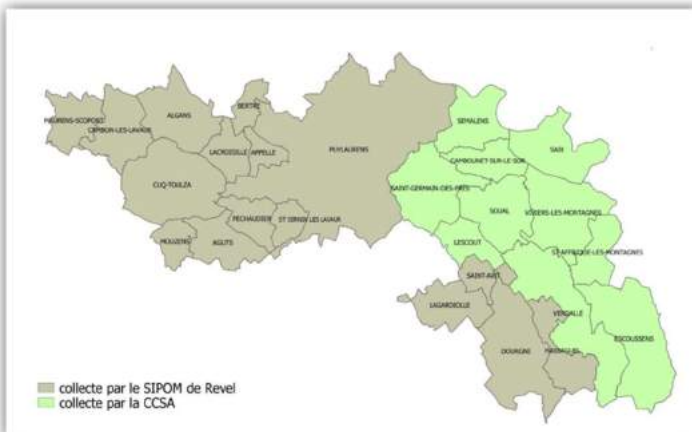 SEMALENS
BERTRE
MAURENS-SCOPONT
ALGANS
SAIX
CAMBON-LES-LAVAUR
LACROISILLE
APPELLE
PUYLAURENS
CAMBOUNET-SUR-LE SOR
CUQ-TOULZA
SAINT-GERMAIN-DES-PRES
SOUAL
VIVIERS-LES-MONTAGNES
PECHAUDIER
ST SERNIN LES LAVAUR
MOUZENS
AGUTS
LESCOUT
ST AFFRIQUE-LES-MONTAGNES
SAINT-AVIT
LAGARDIOLLE
VERDALLE
ESCOUSSENS
DOURGNE
collecte par le SIPOM de Revel
collecte par la CCSA